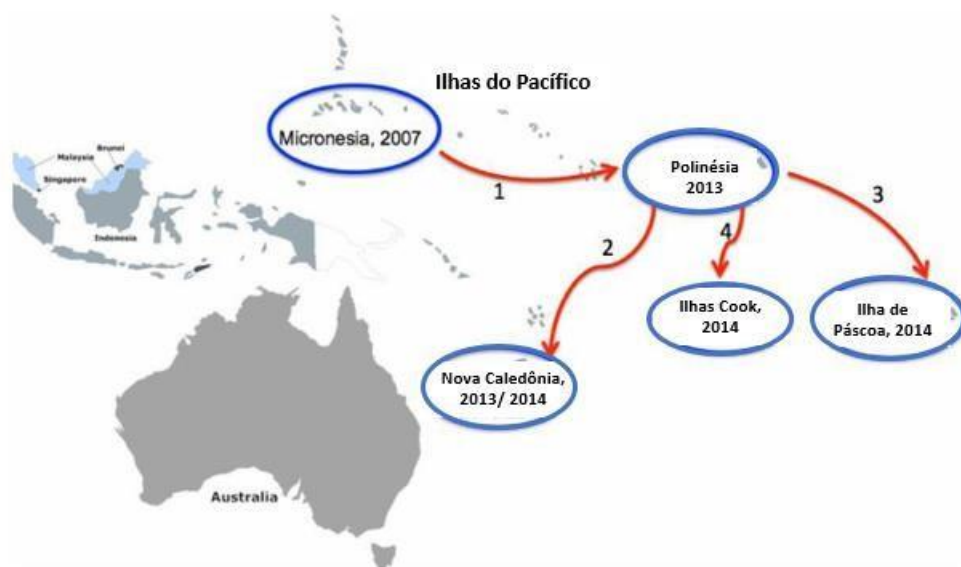 Ilhas do Pacífico
Micronesia, 2007
Brunei
Malaysia
Singapore
Indonesia
1
Polinésia
2013
3
2
4
Ilhas Cook,
2014
Ilha de
Páscoa, 2014
Nova Caledônia,
2013/ 2014
Australia